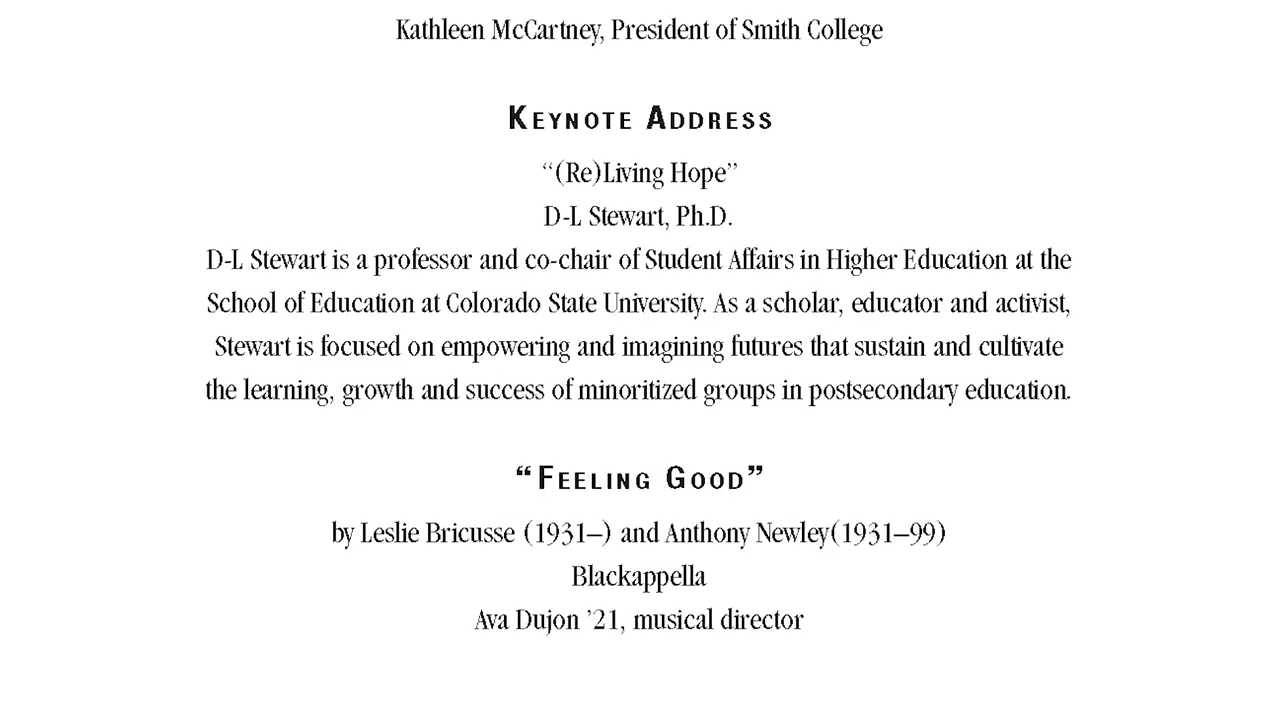 Kathleen McCartney, President of Smith College
KEYNOTE ADDRESS
“(Re)Living Hope”
D-L Stewart, Ph.D.
D-L Stewart is a professor and co-chair of Student Affairs in Higher Education at the
School of Education at Colorado State University. As a scholar, educator and activist,
Stewart is focused on empowering and imagining futures that sustain and cultivate
the learning, growth and success of minoritized groups in postsecondary education.
“FEELING GOOD”
by Leslie Bricusse (1931–) and Anthony Newley(1931–99)
Blackappella
Ava Dujon ’21, musical director